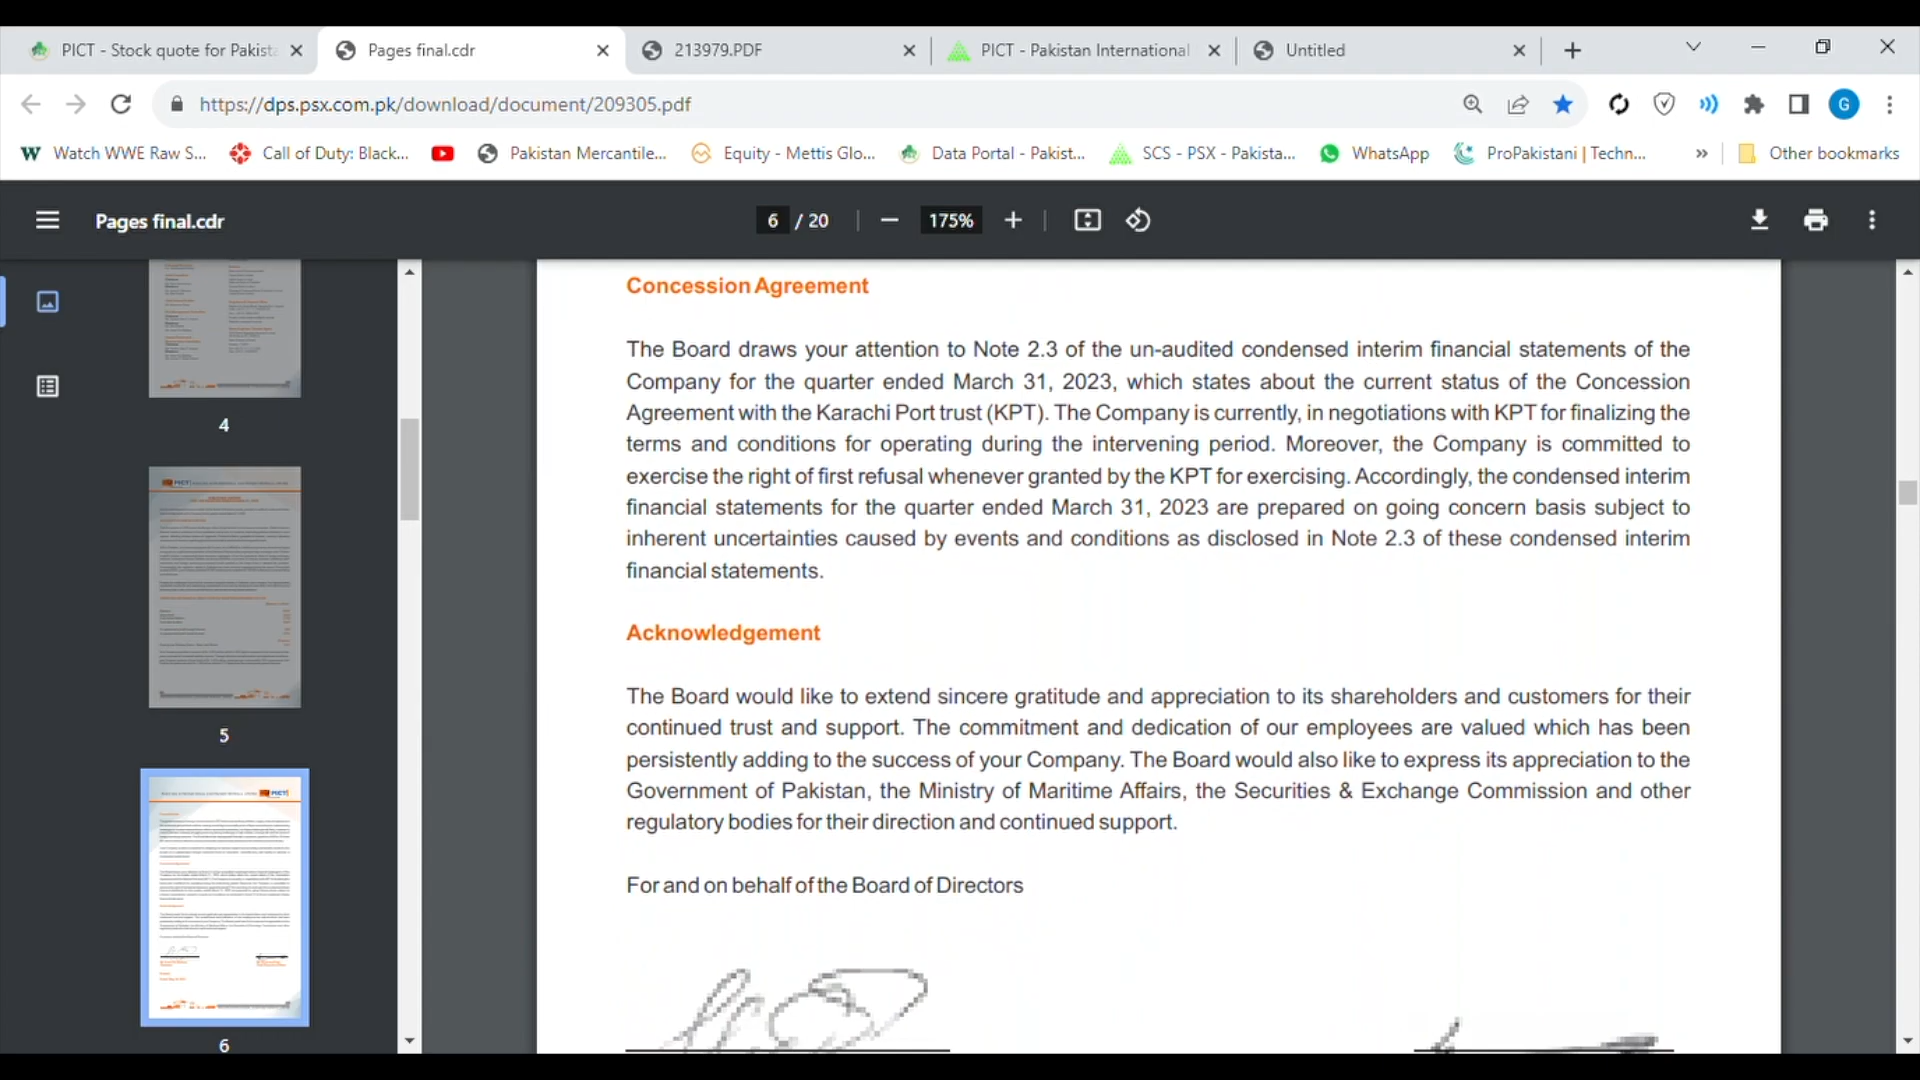 PICT - Stock quote for Pakist
Pages final.cdr
213979.PDF
PICT - Pakistan International
Untitled
https://dps.psx.com.pk/download/document/209305.pdf
G
W Watch WWE Raw S...
Call of Duty: Black...
Pakistan Mercantile...
Equity - Mettis Glo...
Data Portal - Pakist...
SCS - PSX - Pakista...
WhatsApp
ProPakistani | Techn...
»
Other bookmarks
Pages final.cdr
6 / 20
175%
4
PICT
5
PICT
6
Concession Agreement
The Board draws your attention to Note 2.3 of the un-audited condensed interim financial statements of the
Company for the quarter ended March 31, 2023, which states about the current status of the Concession
Agreement with the Karachi Port trust (KPT). The Company is currently, in negotiations with KPT for finalizing the
terms and conditions for operating during the intervening period. Moreover, the Company is committed to
exercise the right of first refusal whenever granted by the KPT for exercising. Accordingly, the condensed interim
financial statements for the quarter ended March 31, 2023 are prepared on going concern basis subject to
inherent uncertainties caused by events and conditions as disclosed in Note 2.3 of these condensed interim
financial statements.
Acknowledgement
The Board would like to extend sincere gratitude and appreciation to its shareholders and customers for their
continued trust and support. The commitment and dedication of our employees are valued which has been
persistently adding to the success of your Company. The Board would also like to express its appreciation to the
Government of Pakistan, the Ministry of Maritime Affairs, the Securities & Exchange Commission and other
regulatory bodies for their direction and continued support.
For and on behalf of the Board of Directors